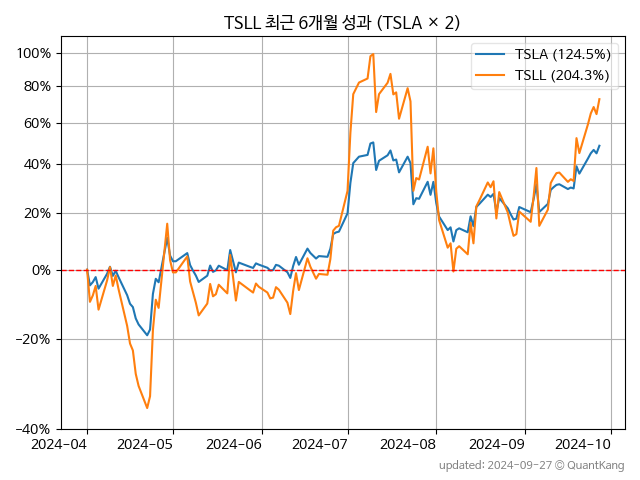 TSLL 최근 6개월 성과 (TSLA × 2)
TSLA (124.5%)
TSLL (204.3%)
100%
80%
60%
40%
20%
0%
−20%
−40%
2024−04 2024−05 2024−06 2024−07 2024−08 2024−09 2024−10
updated: 2024-09-27 © QuantKang